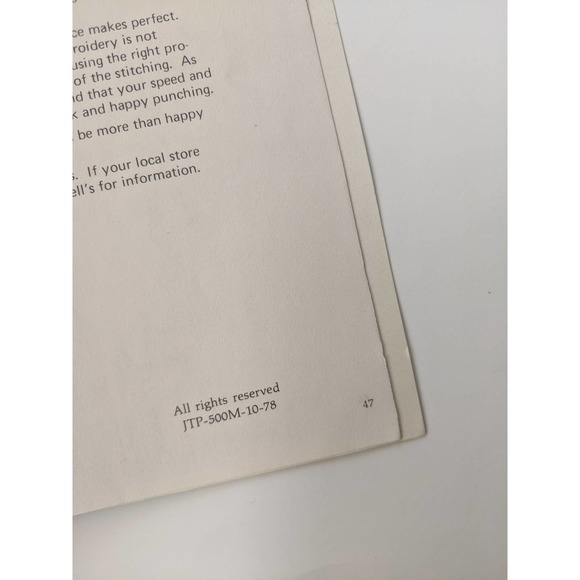 ce makes perfect.
roidery is not
using the right pro-
of the stitching. As
nd that your speed and
k and happy punching.
be more than happy
s. If your local store
ell's for information.
All rights reserved
JTP-500M-10-78
47